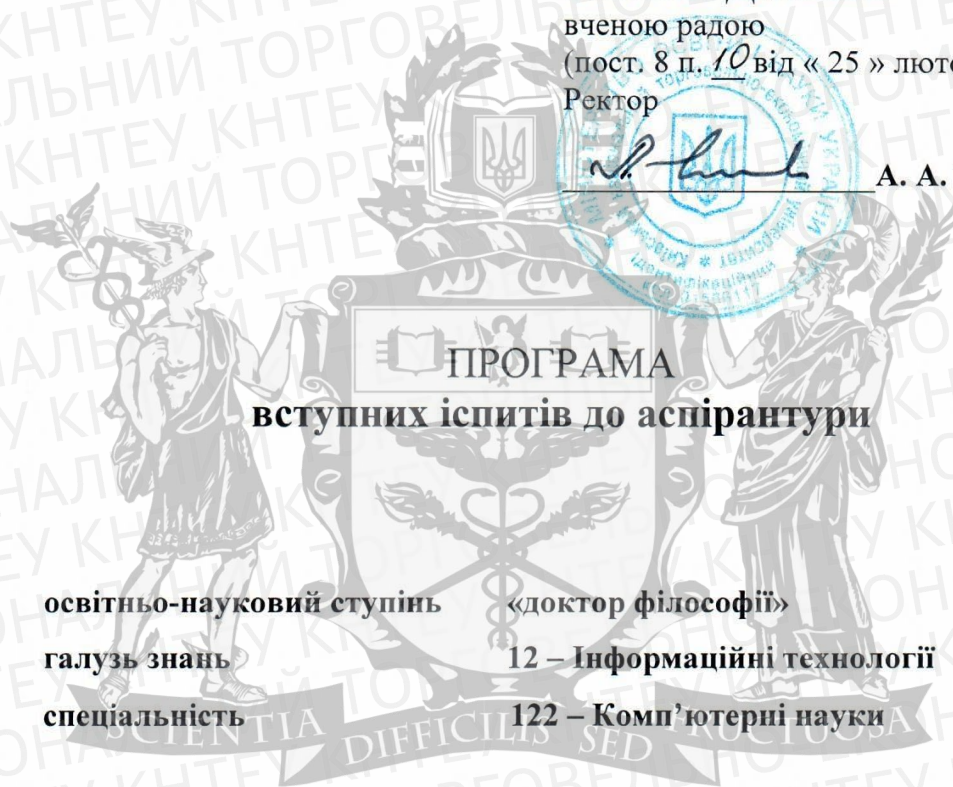 вченою радою
(пост. 8 п. 10 від « 25 » люто
Ректор
А. А.
ПРОГРАМА
вступних іспитів до аспірантури
освітньо-науковий ступінь «доктор філософії»
галузь знань 12 – Інформаційні технології
спеціальність 122 – Комп’ютерні науки
SCIENTIA DIFFICILIS SED FRUCTUOSA